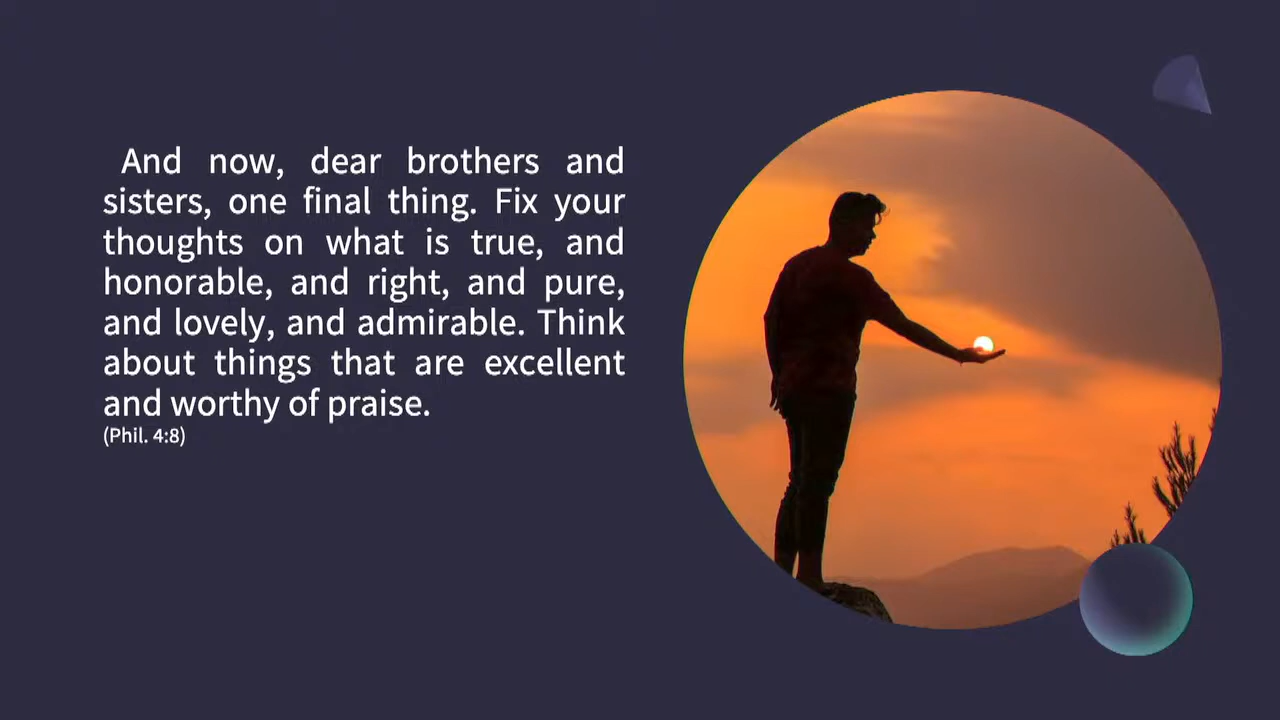 And now, dear brothers and
sisters, one final thing. Fix your
thoughts on what is true, and
honorable, and right, and pure,
and lovely, and admirable. Think
about things that are excellent
and worthy of praise.
(Phil. 4:8)